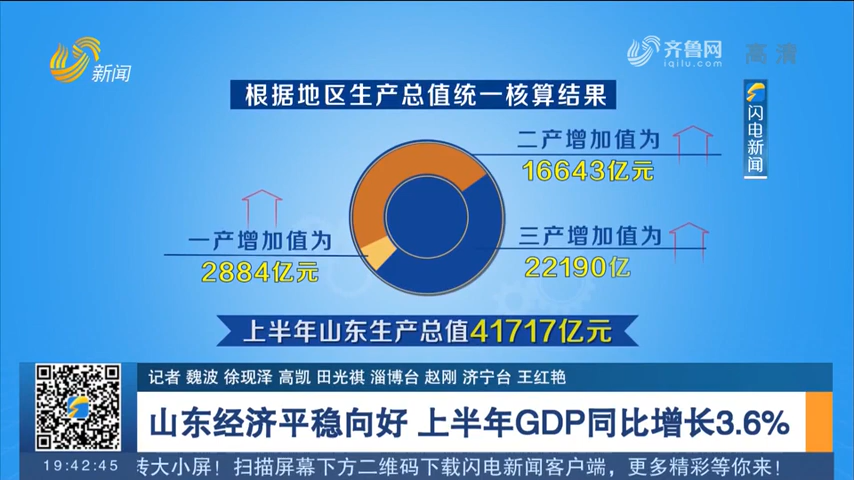 新闻
齐鲁网
iqilu.com
高清
闪电新闻
根据地区生产总值统一核算结果
二产增加值为
16643亿元
一产增加值为
2884亿元
三产增加值为
22190亿
上半年山东生产总值41717亿元
记者 魏波 徐现泽 高凯 田光祺 淄博台 赵刚 济宁台 王红艳
山东经济平稳向好 上半年GDP同比增长3.6%
19:42:45 转大小屏！扫描屏幕下方二维码下载闪电新闻客户端，更多精彩等你来！